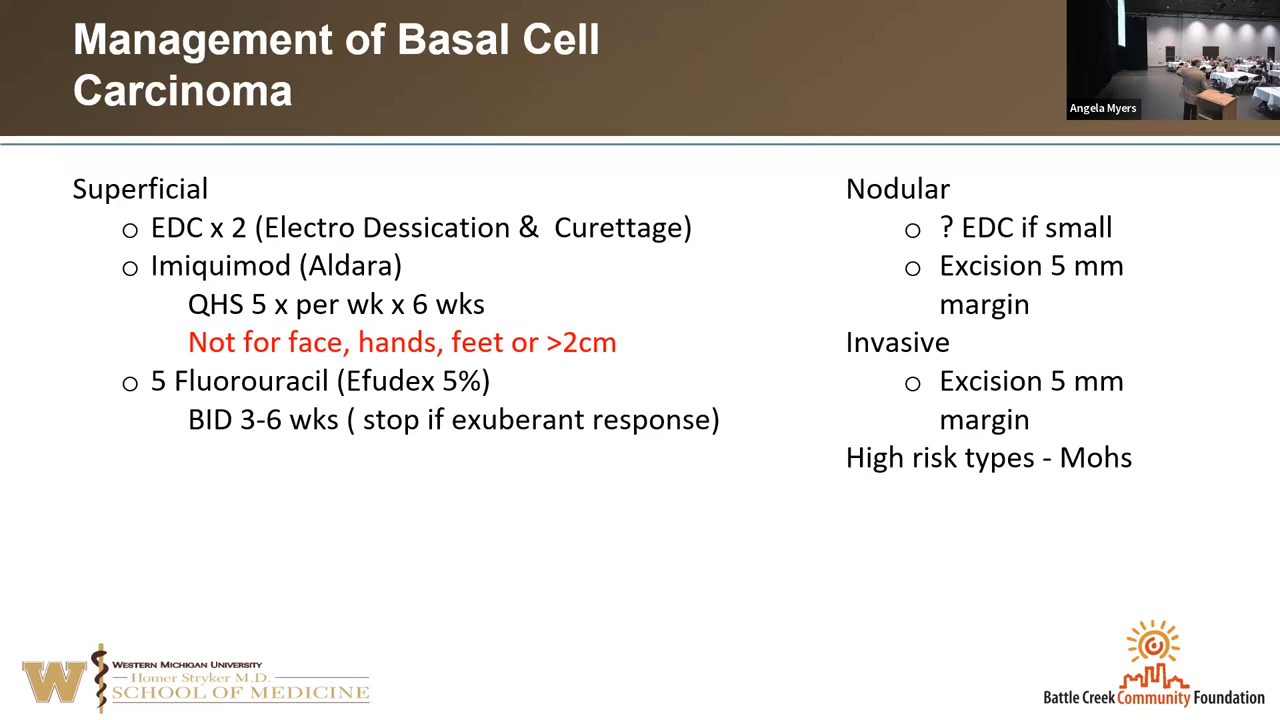 Management of Basal Cell
Carcinoma
Angela Myers
Superficial
o EDC x 2 (Electro Dessication & Curettage)
o Imiquimod (Aldara)
QHS 5 x per wk x 6 wks
Not for face, hands, feet or >2cm
o 5 Fluorouracil (Efudex 5%)
BID 3-6 wks ( stop if exuberant response)
Nodular
o ? EDC if small
o Excision 5 mm
margin
Invasive
o Excision 5 mm
margin
High risk types - Mohs
W
WESTERN MICHIGAN UNIVERSITY
Homer Stryker M.D.
SCHOOL OF MEDICINE
Battle Creek Community Foundation